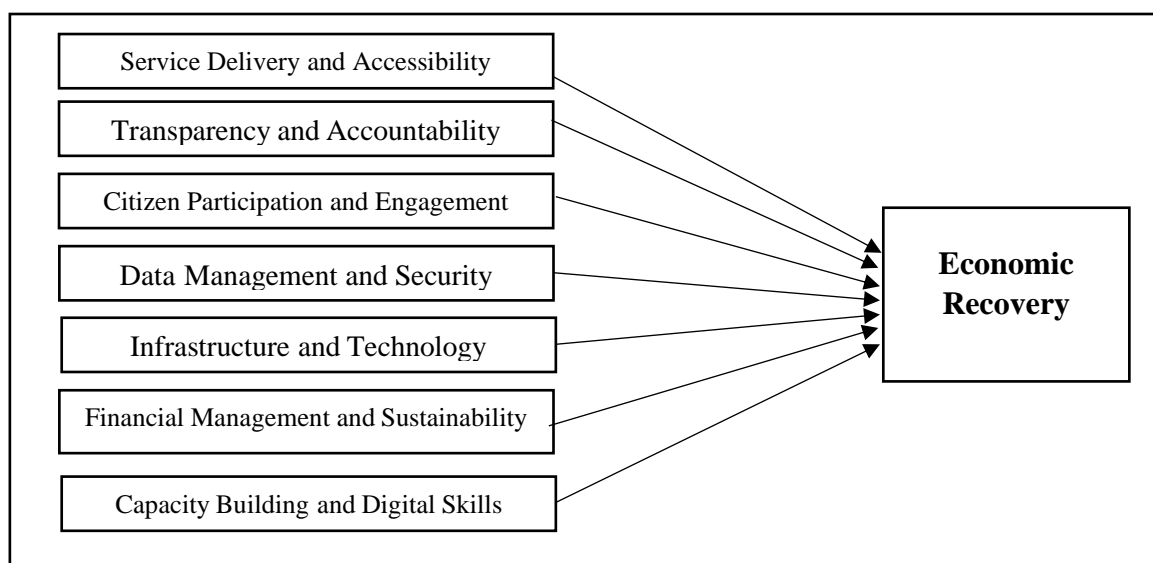 Service Delivery and Accessibility
Transparency and Accountability
Citizen Participation and Engagement
Data Management and Security
Infrastructure and Technology
Financial Management and Sustainability
Capacity Building and Digital Skills
Economic
Recovery